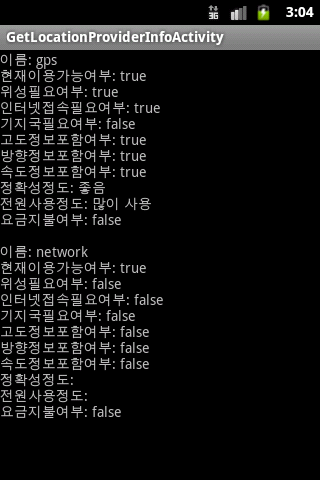 3G 3:04
GetLocationProviderInfoActivity
이름: gps
현재이용가능여부: true
위성필요여부: true
인터넷접속필요여부: true
기지국필요여부: false
고도정보포함여부: true
방향정보포함여부: true
속도정보포함여부: true
정확성정도: 좋음
전원사용정도: 많이 사용
요금지불여부: false

이름: network
현재이용가능여부: true
위성필요여부: false
인터넷접속필요여부: false
기지국필요여부: false
고도정보포함여부: false
방향정보포함여부: false
속도정보포함여부: false
정확성정도:
전원사용정도:
요금지불여부: false